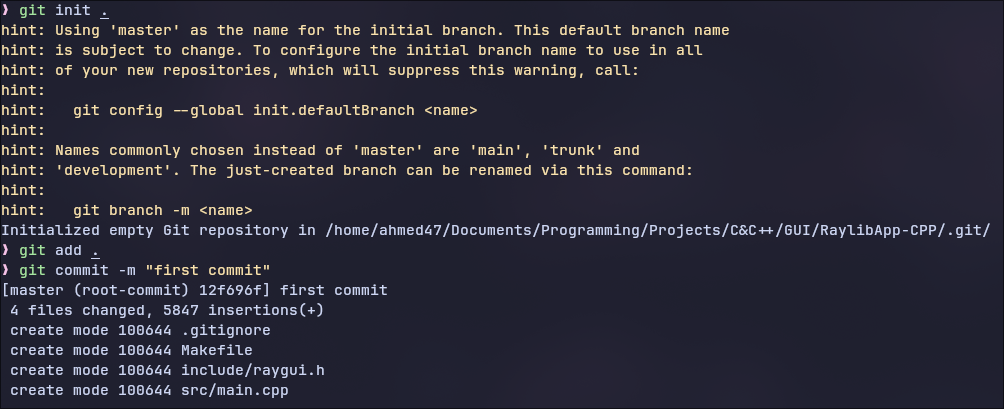 ❱ git init .
hint: Using 'master' as the name for the initial branch. This default branch name
hint: is subject to change. To configure the initial branch name to use in all
hint: of your new repositories, which will suppress this warning, call:
hint:
hint:   git config --global init.defaultBranch <name>
hint:
hint: Names commonly chosen instead of 'master' are 'main', 'trunk' and
hint: 'development'. The just-created branch can be renamed via this command:
hint:
hint:   git branch -m <name>
Initialized empty Git repository in /home/ahmed47/Documents/Programming/Projects/C&C++/GUI/RaylibApp-CPP/.git/
❱ git add .
❱ git commit -m "first commit"
[master (root-commit) 12f696f] first commit
 4 files changed, 5847 insertions(+)
 create mode 100644 .gitignore
 create mode 100644 Makefile
 create mode 100644 include/raygui.h
 create mode 100644 src/main.cpp